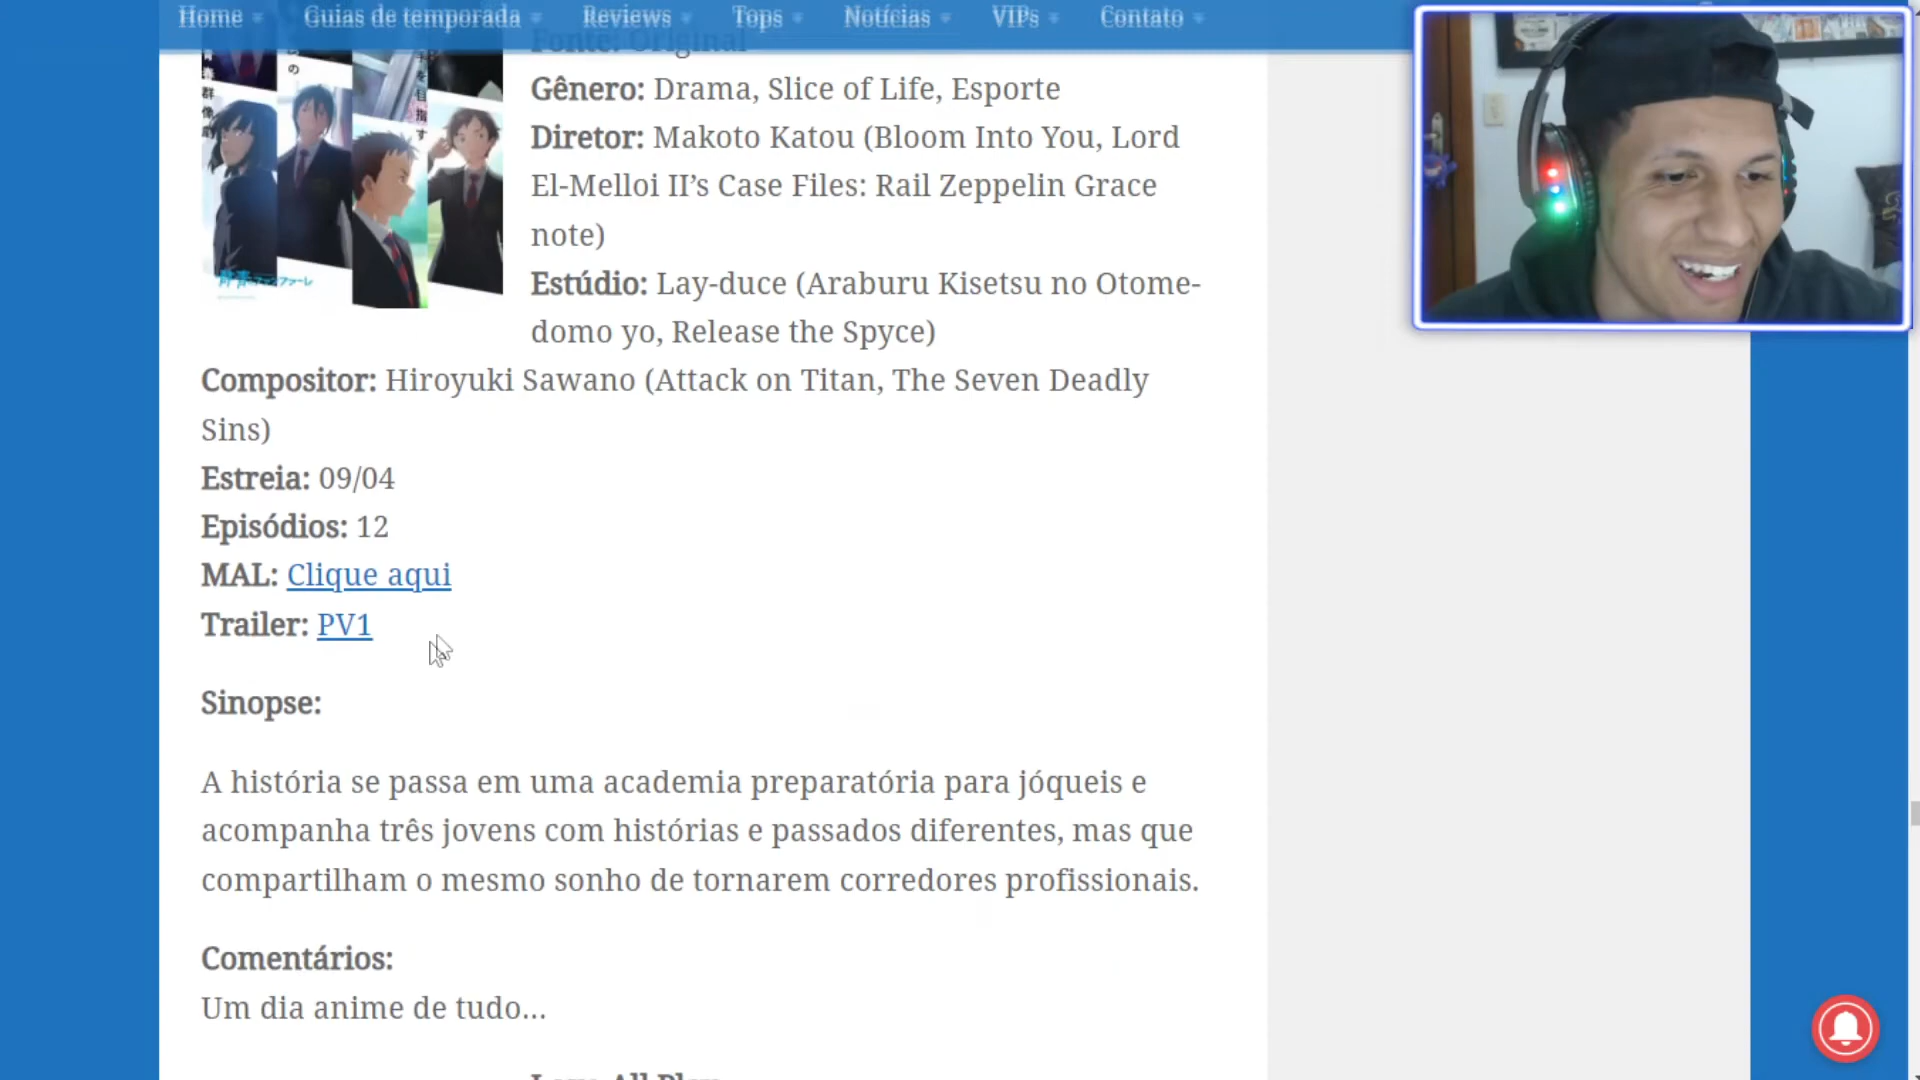 Home Guias de temporada Reviews Tops Notícias VIPs Contato
Fonte: Original
Gênero: Drama, Slice of Life, Esporte
Diretor: Makoto Katou (Bloom Into You, Lord
El-Melloi II’s Case Files: Rail Zeppelin Grace
note)
Estúdio: Lay-duce (Araburu Kisetsu no Otome-
domo yo, Release the Spyce)
Compositor: Hiroyuki Sawano (Attack on Titan, The Seven Deadly
Sins)
Estreia: 09/04
Episódios: 12
MAL: Clique aqui
Trailer: PV1
Sinopse:
A história se passa em uma academia preparatória para jóqueis e
acompanha três jovens com histórias e passados diferentes, mas que
compartilham o mesmo sonho de tornarem corredores profissionais.
Comentários:
Um dia anime de tudo...